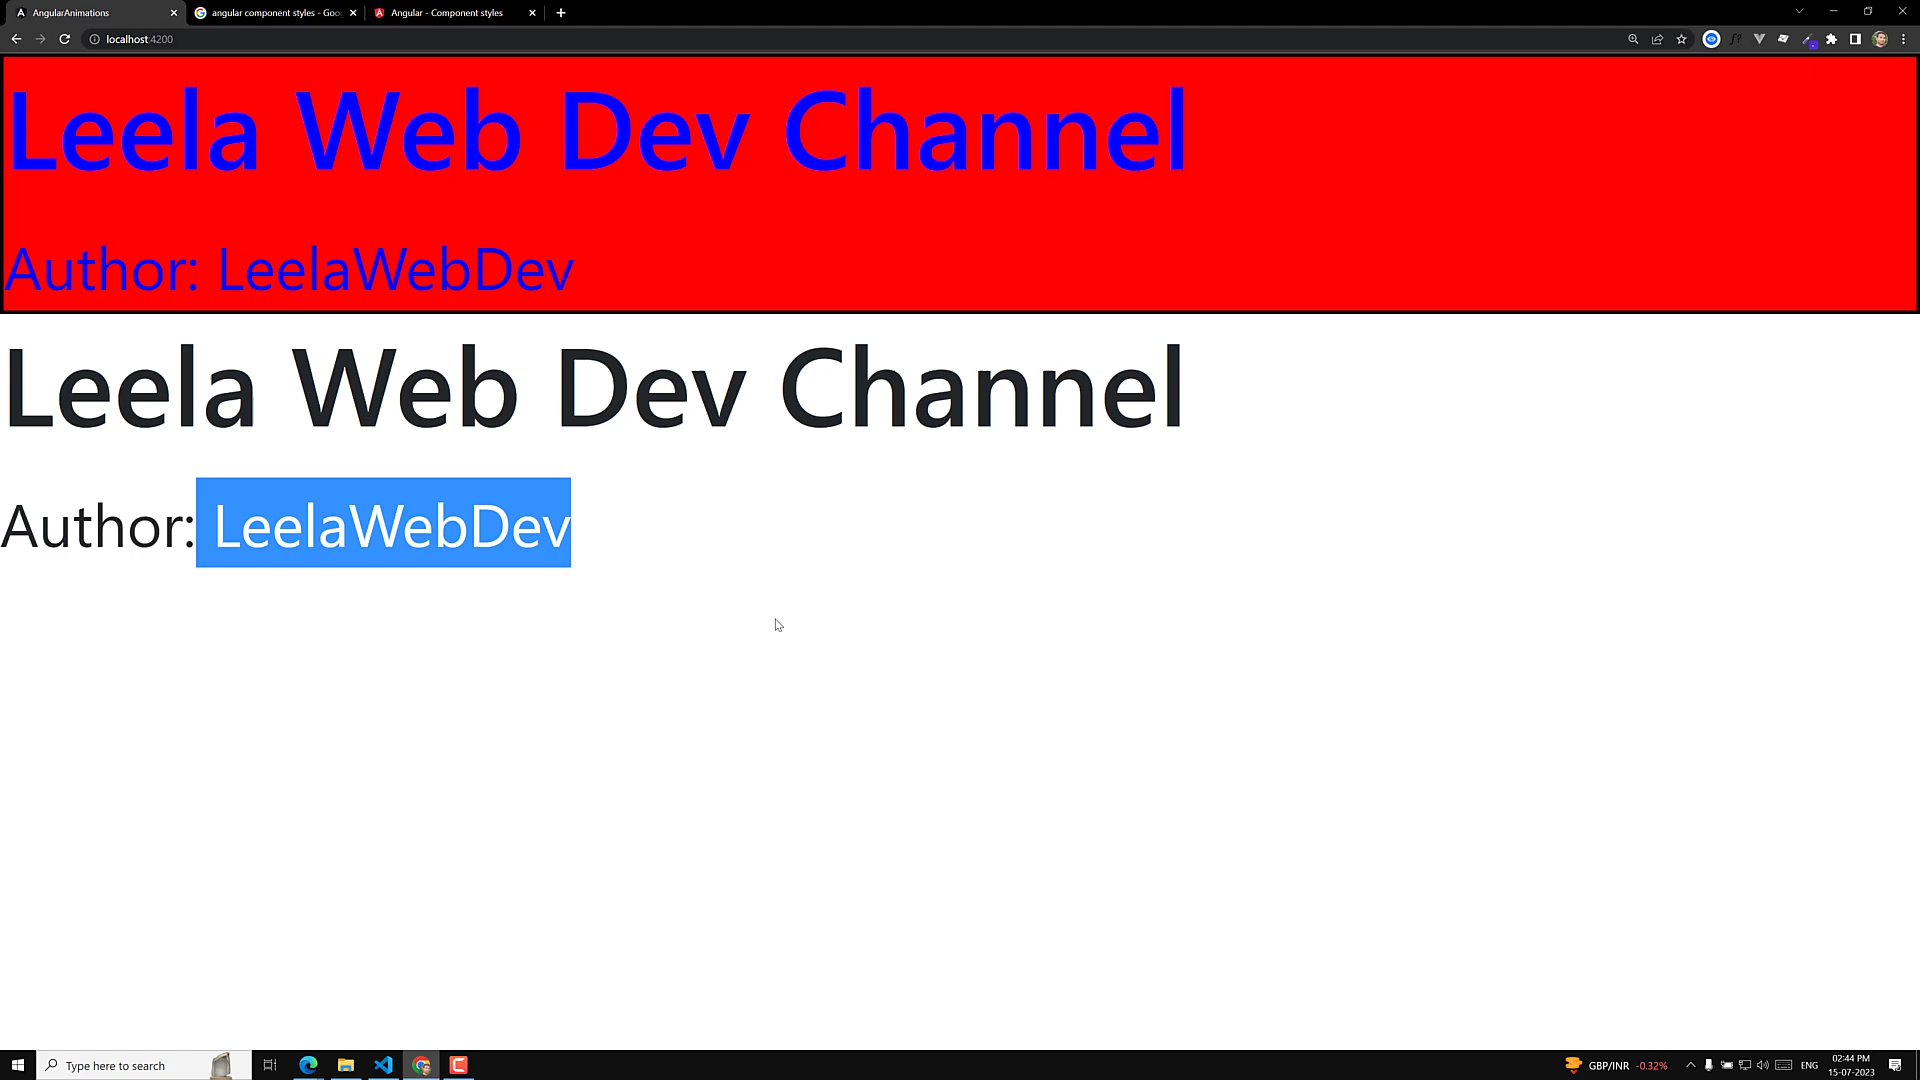 AngularAnimations
angular component styles - Goo
Angular - Component styles
localhost:4200
Leela Web Dev Channel
Author: LeelaWebDev
Leela Web Dev Channel
Author: LeelaWebDev
Type here to search
GBP/INR -0.32%
ENG
02:44 PM
15-07-2023